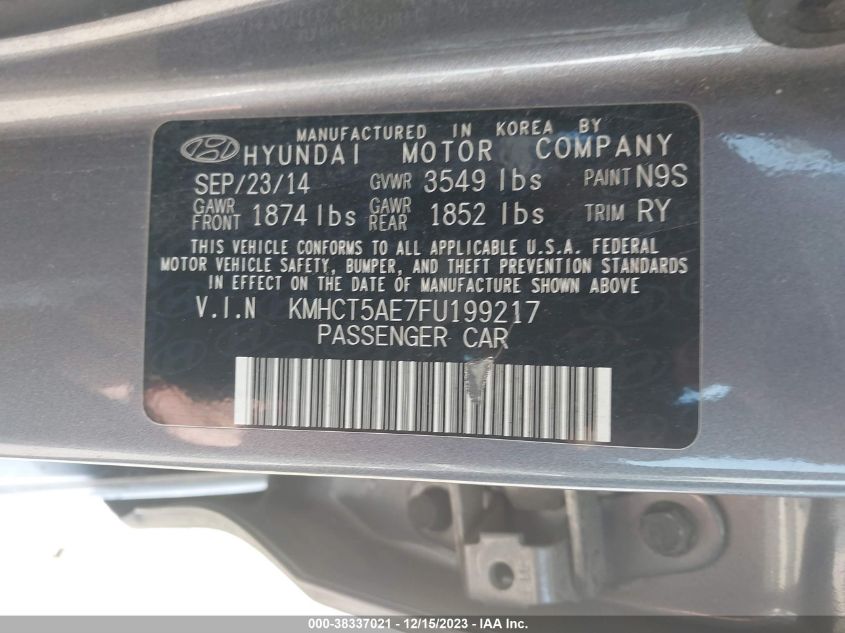 MANUFACTURED IN KOREA BY
HYUNDAI MOTOR COMPANY
SEP/23/14 GVWR 3549 lbs PAINT N9S
GAWR FRONT 1874 lbs GAWR REAR 1852 lbs TRIM RY
THIS VEHICLE CONFORMS TO ALL APPLICABLE U.S.A. FEDERAL
MOTOR VEHICLE SAFETY, BUMPER, AND THEFT PREVENTION STANDARDS
IN EFFECT ON THE DATE OF MANUFACTURE SHOWN ABOVE
V.I.N KMHCT5AE7FU199217
PASSENGER CAR
000-38337021 - 12/15/2023 - IAA Inc.